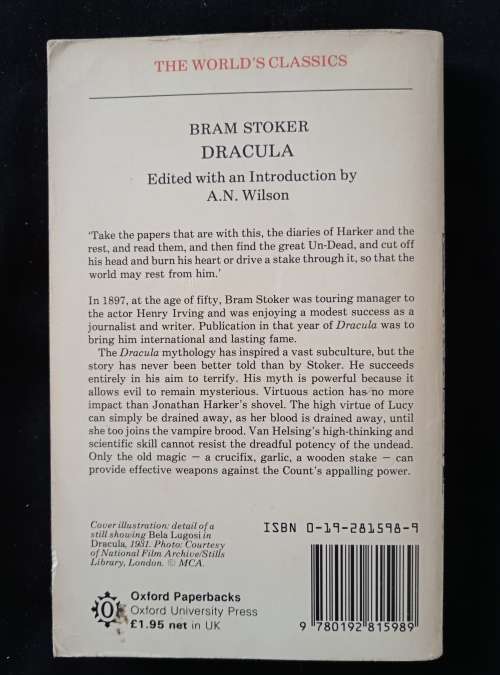 THE WORLD'S CLASSICS
BRAM STOKER
DRACULA
Edited with an Introduction by
A.N. Wilson
'Take the papers that are with this, the diaries of Harker and the
rest, and read them, and then find the great Un-Dead, and cut off
his head and burn his heart or drive a stake through it, so that the
world may rest from him.'
In 1897, at the age of fifty, Bram Stoker was touring manager to
the actor Henry Irving and was enjoying a modest success as a
journalist and writer. Publication in that year of Dracula was to
bring him international and lasting fame.
The Dracula mythology has inspired a vast subculture, but the
story has never been better told than by Stoker. He succeeds
entirely in his aim to terrify. His myth is powerful because it
allows evil to remain mysterious. Virtuous action has no more
impact than Jonathan Harker's shovel. The high virtue of Lucy
can simply be drained away, as her blood is drained away, until
she too joins the vampire brood. Van Helsing's high-thinking and
scientific skill cannot resist the dreadful potency of the undead.
Only the old magic – a crucifix, garlic, a wooden stake – can
provide effective weapons against the Count's appalling power.
Cover illustration: detail of a
still showing Bela Lugosi in
Dracula, 1931. Photo: Courtesy
of National Film Archive/Stills
Library, London. © MCA.
ISBN 0-19-281598-9
Oxford Paperbacks
Oxford University Press
£1.95 net in UK
9 780192 815989